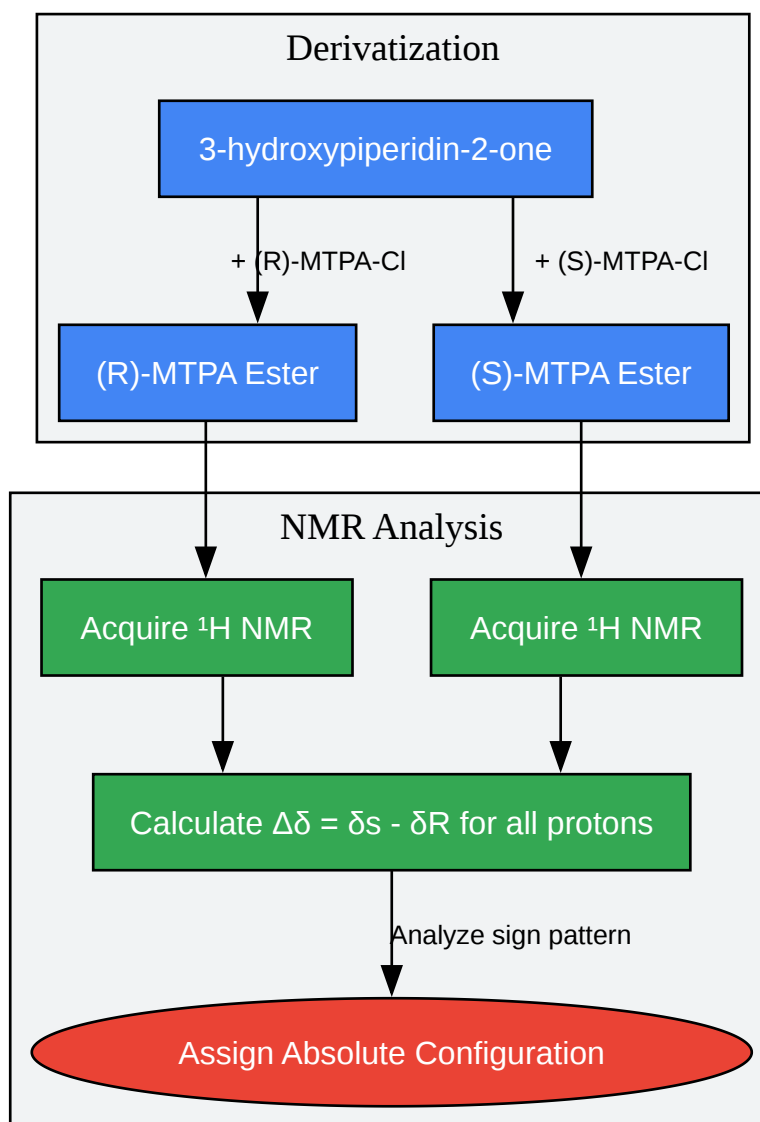 Derivatization
3-hydroxypiperidin-2-one
+ (R)-MTPA-Cl
+ (S)-MTPA-Cl
(R)-MTPA Ester
(S)-MTPA Ester
NMR Analysis
Acquire ¹H NMR
Acquire ¹H NMR
Calculate Δδ = δs - δR for all protons
Analyze sign pattern
Assign Absolute Configuration